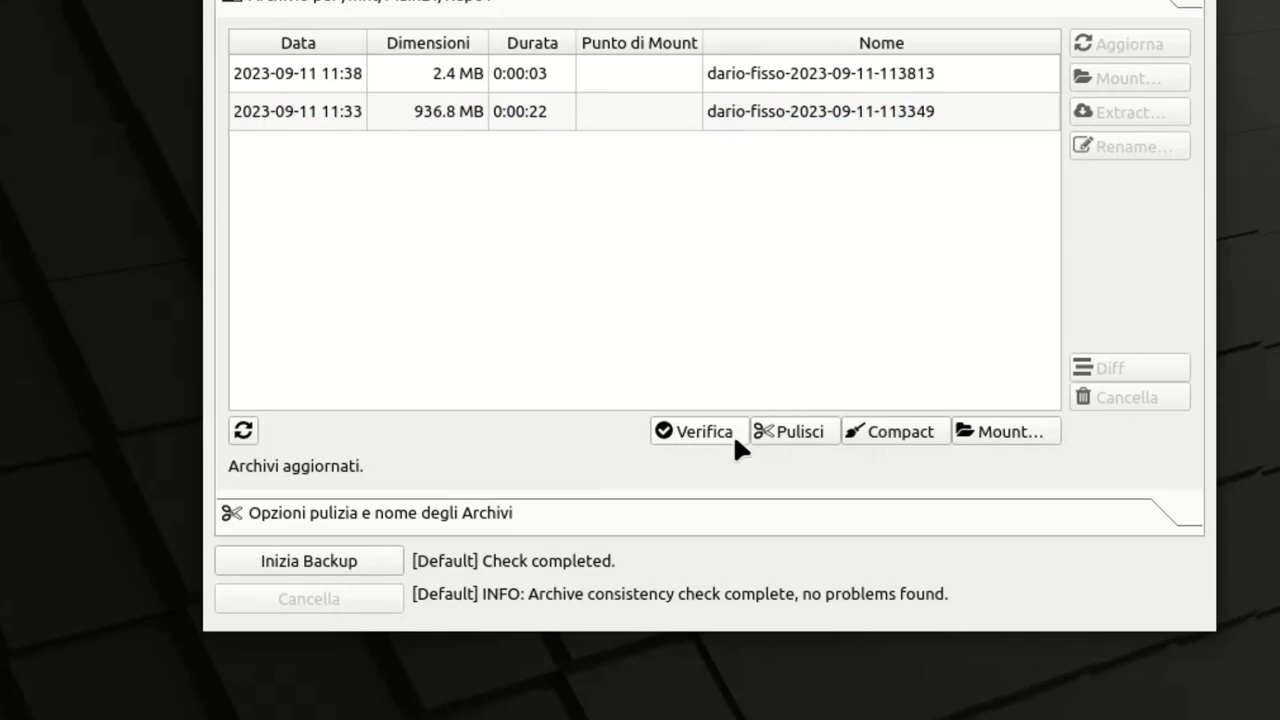 Data Dimensioni Durata Punto di Mount Nome
2023-09-11 11:38 2.4 MB 0:00:03 dario-fisso-2023-09-11-113813
2023-09-11 11:33 936.8 MB 0:00:22 dario-fisso-2023-09-11-113349
Aggiorna
Mount...
Extract...
Rename...
Diff
Cancella
Verifica Pulisci Compact Mount...
Archivi aggiornati.
Opzioni pulizia e nome degli Archivi
Inizia Backup [Default] Check completed.
Cancella [Default] INFO: Archive consistency check complete, no problems found.